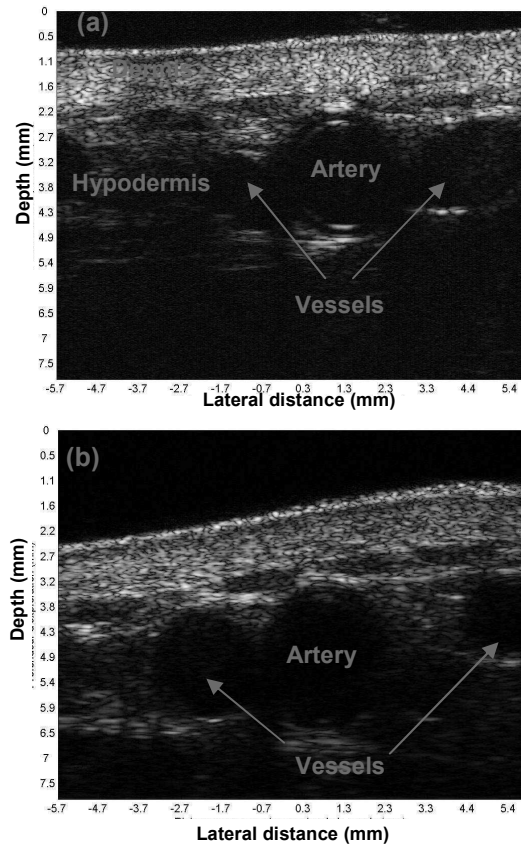 (a)
0
0.5
1.1
1.6
2.2
2.7
3.2
3.8
4.3
4.9
5.4
6
6.5
7
7.5
Depth (mm)
Hypodermis
Artery
Vessels
-5.7 -4.7 -3.7 -2.7 -1.7 -0.7 0.3 1.3 2.3 3.3 4.4 5.4
Lateral distance (mm)
(b)
0
0.5
1.1
1.6
2.2
2.7
3.2
3.8
4.3
4.9
5.4
5.9
6.5
7
7.5
Depth (mm)
Artery
Vessels
-5.7 -4.7 -3.7 -2.7 -1.7 -0.7 0.3 1.3 2.3 3.3 4.4 5.4
Lateral distance (mm)